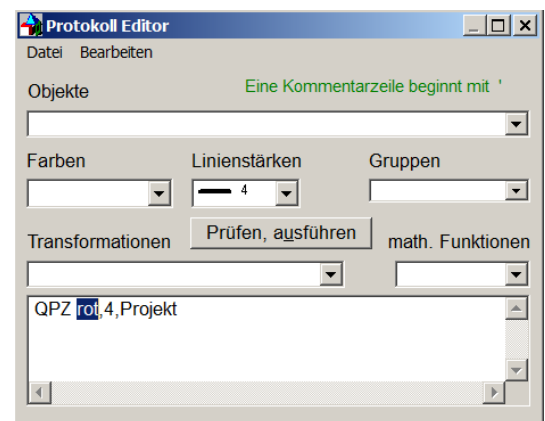 Protokoll Editor
Datei Bearbeiten
Objekte
Eine Kommentarzeile beginnt mit '
Farben Linienstärken Gruppen
4
Transformationen Prüfen, ausführen math. Funktionen
QPZ rot,4,Projekt